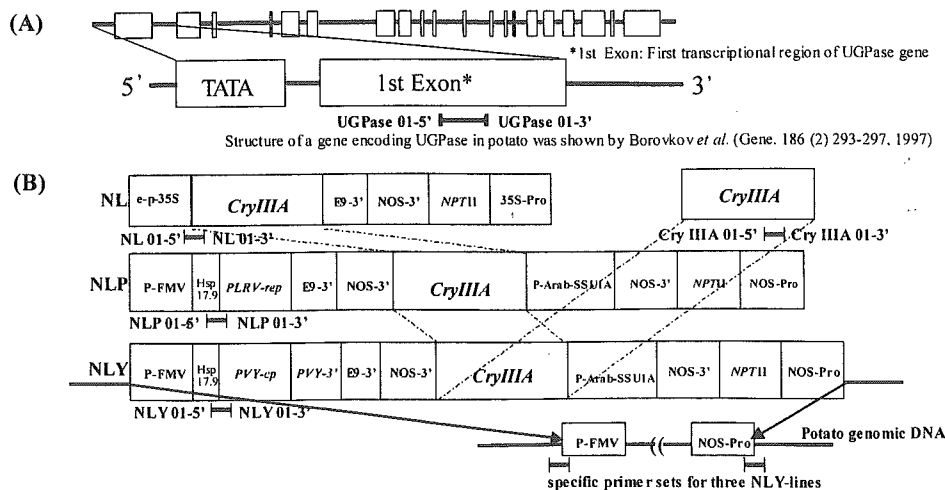 (A)
*1st Exon: First transcriptional region of UGPase gene
5’ TATA 1st Exon* 3’
UGPase 01-5’ UGPase 01-3’
Structure of a gene encoding UGPase in potato was shown by Borovkov et al. (Gene. 186 (2) 293-297, 1997)
(B)
NL e-p-35S CryIIIA E9-3’ NOS-3’ NPTII 35S-Pro CryIIIA
NL 01-5’ NL 01-3’ Cry IIIA 01-5’ Cry IIIA 01-3’
NLP P-FMV Hsp 17.9 PLRV-rep E9-3’ NOS-3’ CryIIIA P-Arab-SSU1A NOS-3’ NPTII NOS-Pro
NLP 01-5’ NLP 01-3’
NLY P-FMV Hsp 17.9 PVY-cp PVY-3’ E9-3’ NOS-3’ CryIIIA P-Arab-SSU1A NOS-3’ NPTII NOS-Pro
NLY 01-5’ NLY 01-3’
P-FMV NOS-Pro Potato genomic DNA
specific primer sets for three NLY-lines